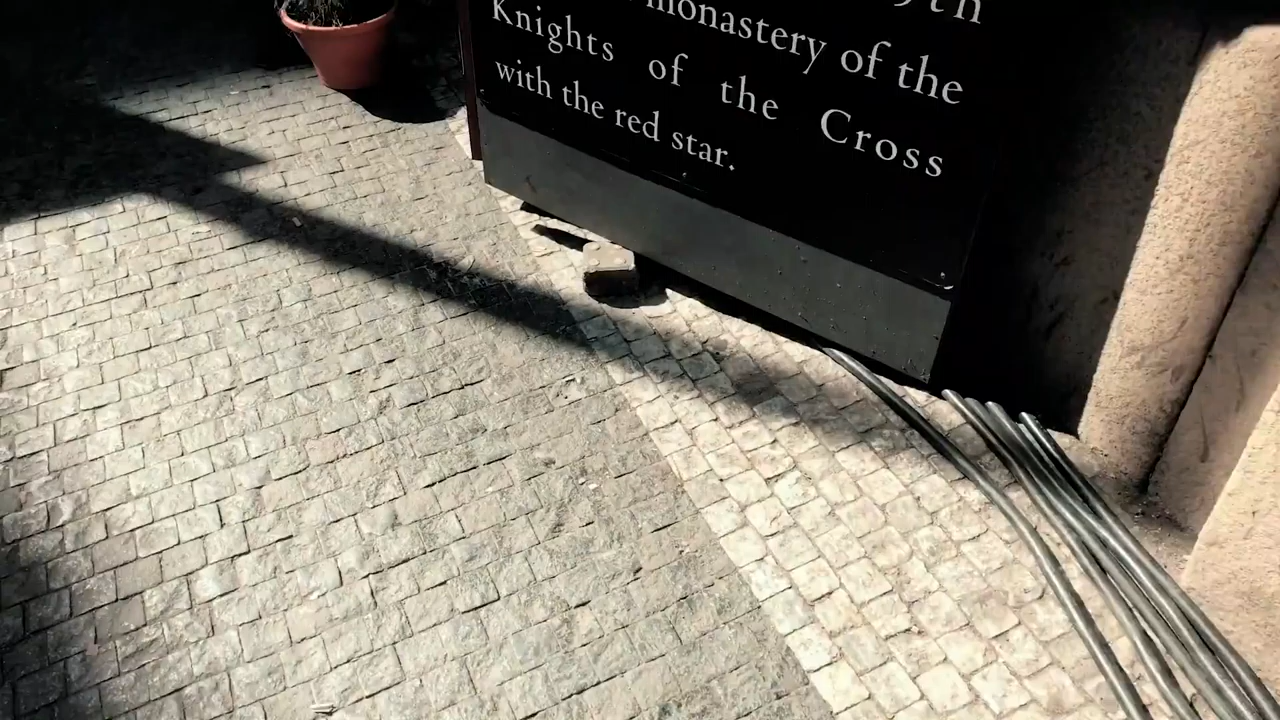 monastery of the
Knights of the Cross
with the red star.